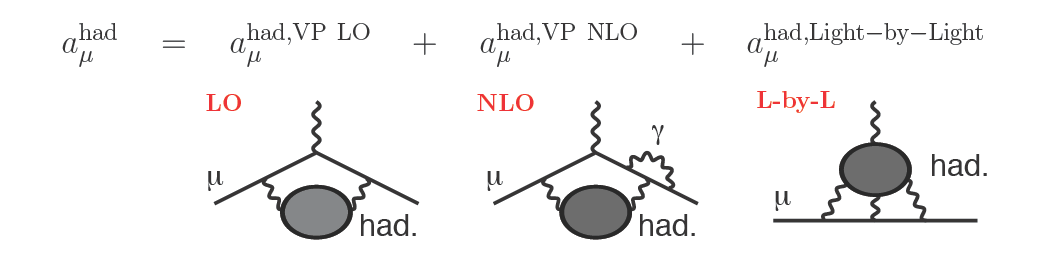 a_μ^had = a_μ^had,VP LO + a_μ^had,VP NLO + a_μ^had,Light−by−Light
LO NLO L-by-L
γ
μ had. μ had. μ had.